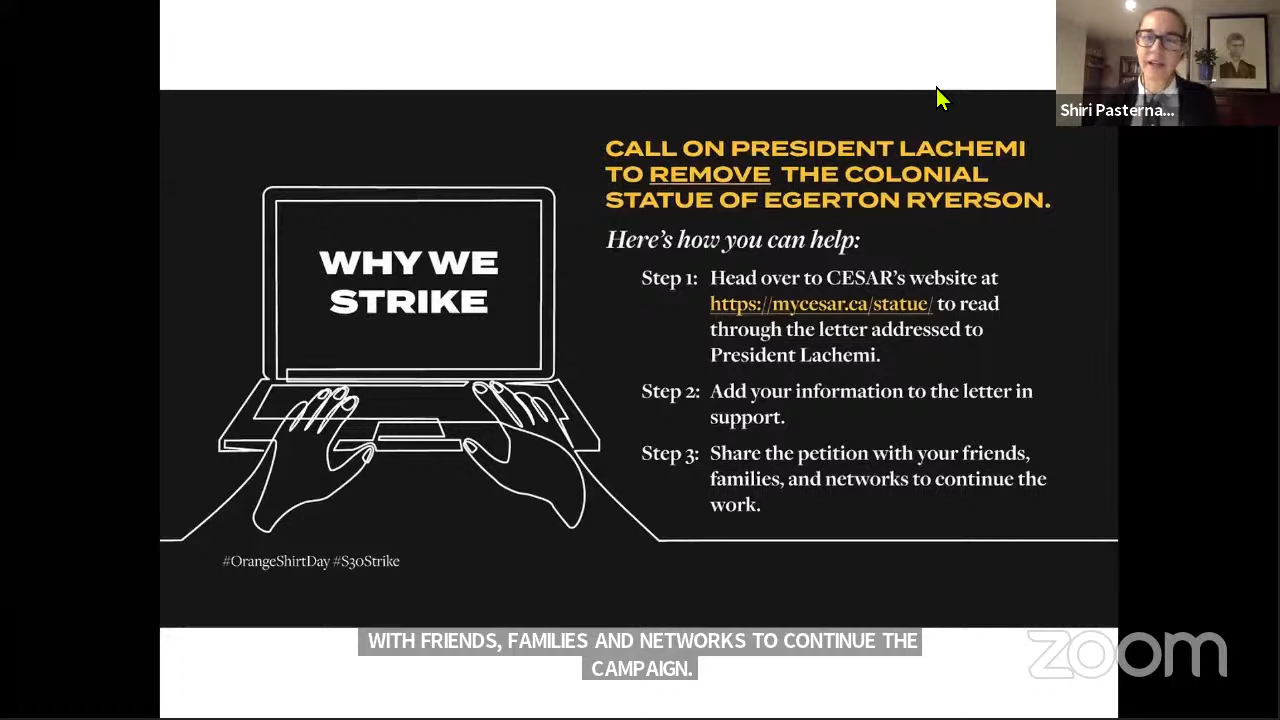 Shiri Pasterna...
CALL ON PRESIDENT LACHEMI
TO REMOVE THE COLONIAL
STATUE OF EGERTON RYERSON.
Here's how you can help:
Step 1: Head over to CESAR's website at
https://mycesar.ca/statue/ to read
through the letter addressed to
President Lachemi.
Step 2: Add your information to the letter in
support.
Step 3: Share the petition with your friends,
families, and networks to continue the
work.
WHY WE
STRIKE
#OrangeShirtDay #S30Strike
WITH FRIENDS, FAMILIES AND NETWORKS TO CONTINUE THE
CAMPAIGN.
zoom